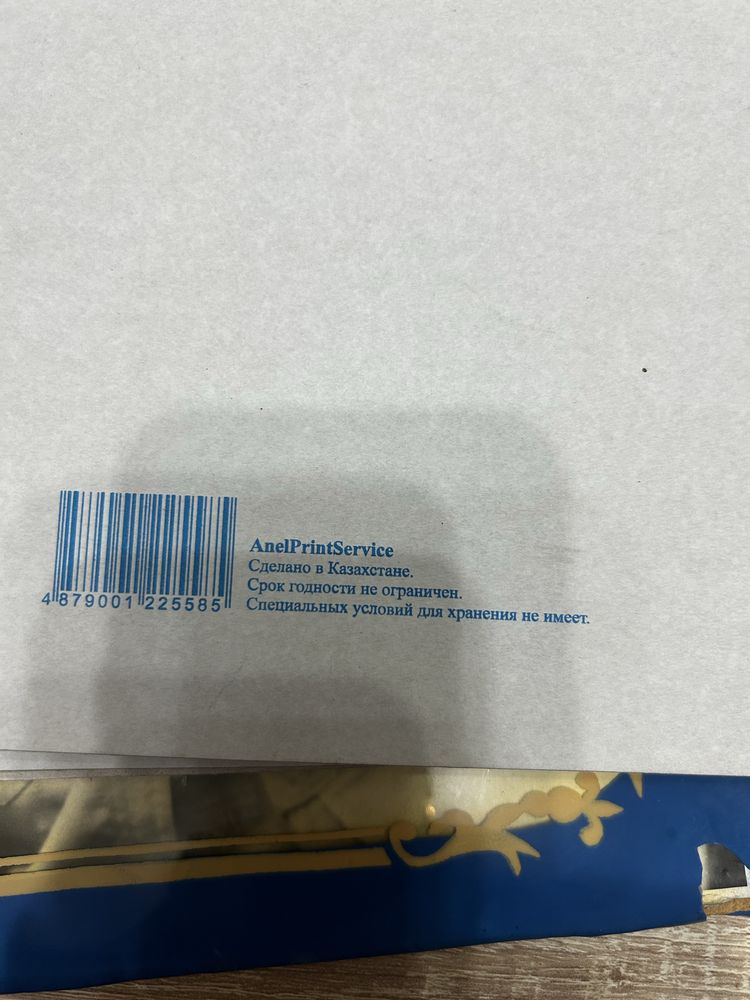 AnelPrintService
Сделано в Казахстане.
Срок годности не ограничен.
Специальных условий для хранения не имеет.
4 879001 225585